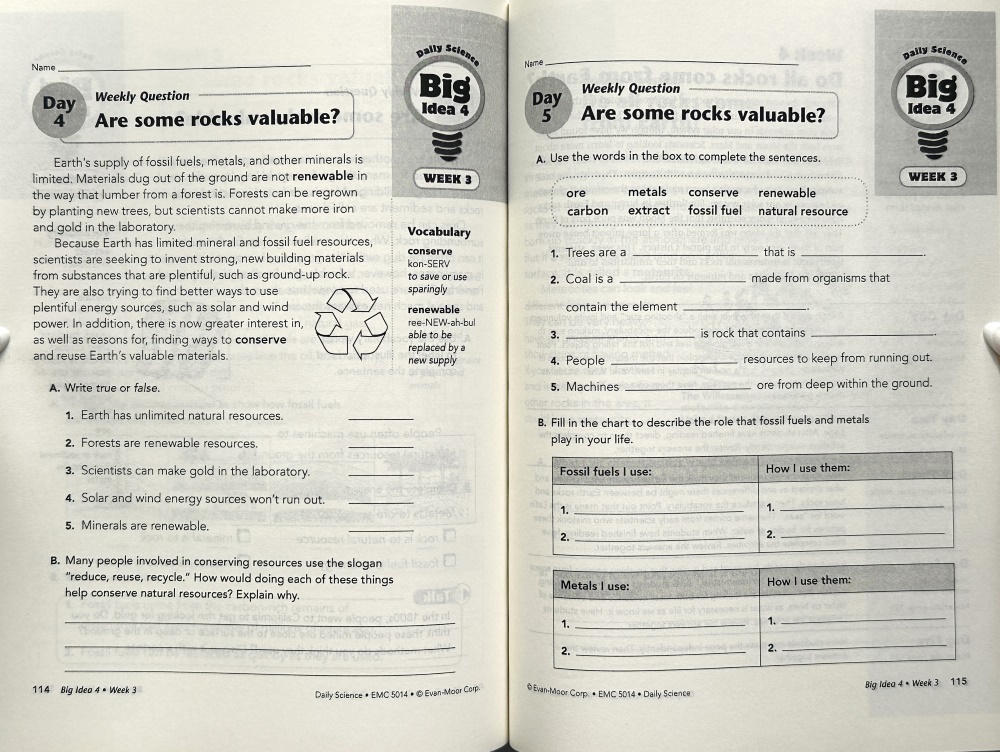 Name
Daily Science
Big
Idea 4
WEEK 3
Day
4
Weekly Question
Are some rocks valuable?
Earth's supply of fossil fuels, metals, and other minerals is
limited. Materials dug out of the ground are not renewable in
the way that lumber from a forest is. Forests can be regrown
by planting new trees, but scientists cannot make more iron
and gold in the laboratory.
Because Earth has limited mineral and fossil fuel resources,
scientists are seeking to invent strong, new building materials
from substances that are plentiful, such as ground-up rock.
They are also trying to find better ways to use
plentiful energy sources, such as solar and wind
power. In addition, there is now greater interest in,
as well as reasons for, finding ways to conserve
and reuse Earth's valuable materials.
Vocabulary
conserve
kon-SERV
to save or use
sparingly
renewable
ree-NEW-ah-bul
able to be
replaced by a
new supply
A. Write true or false.
1. Earth has unlimited natural resources.
2. Forests are renewable resources.
3. Scientists can make gold in the laboratory.
4. Solar and wind energy sources won't run out.
5. Minerals are renewable.
B. Many people involved in conserving resources use the slogan
"reduce, reuse, recycle." How would doing each of these things
help conserve natural resources? Explain why.
114 Big Idea 4 • Week 3
Daily Science • EMC 5014 • © Evan-Moor Corp.
Name
Daily Science
Big
Idea 4
WEEK 3
Day
5
Weekly Question
Are some rocks valuable?
A. Use the words in the box to complete the sentences.
ore metals conserve renewable
carbon extract fossil fuel natural resource
1. Trees are a that is .
2. Coal is a made from organisms that
contain the element .
3. is rock that contains .
4. People resources to keep from running out.
5. Machines ore from deep within the ground.
B. Fill in the chart to describe the role that fossil fuels and metals
play in your life.
Fossil fuels I use: How I use them:
1. 1.
2. 2.
Metals I use: How I use them:
1. 1.
2. 2.
© Evan-Moor Corp. • EMC 5014 • Daily Science
Big Idea 4 • Week 3 115